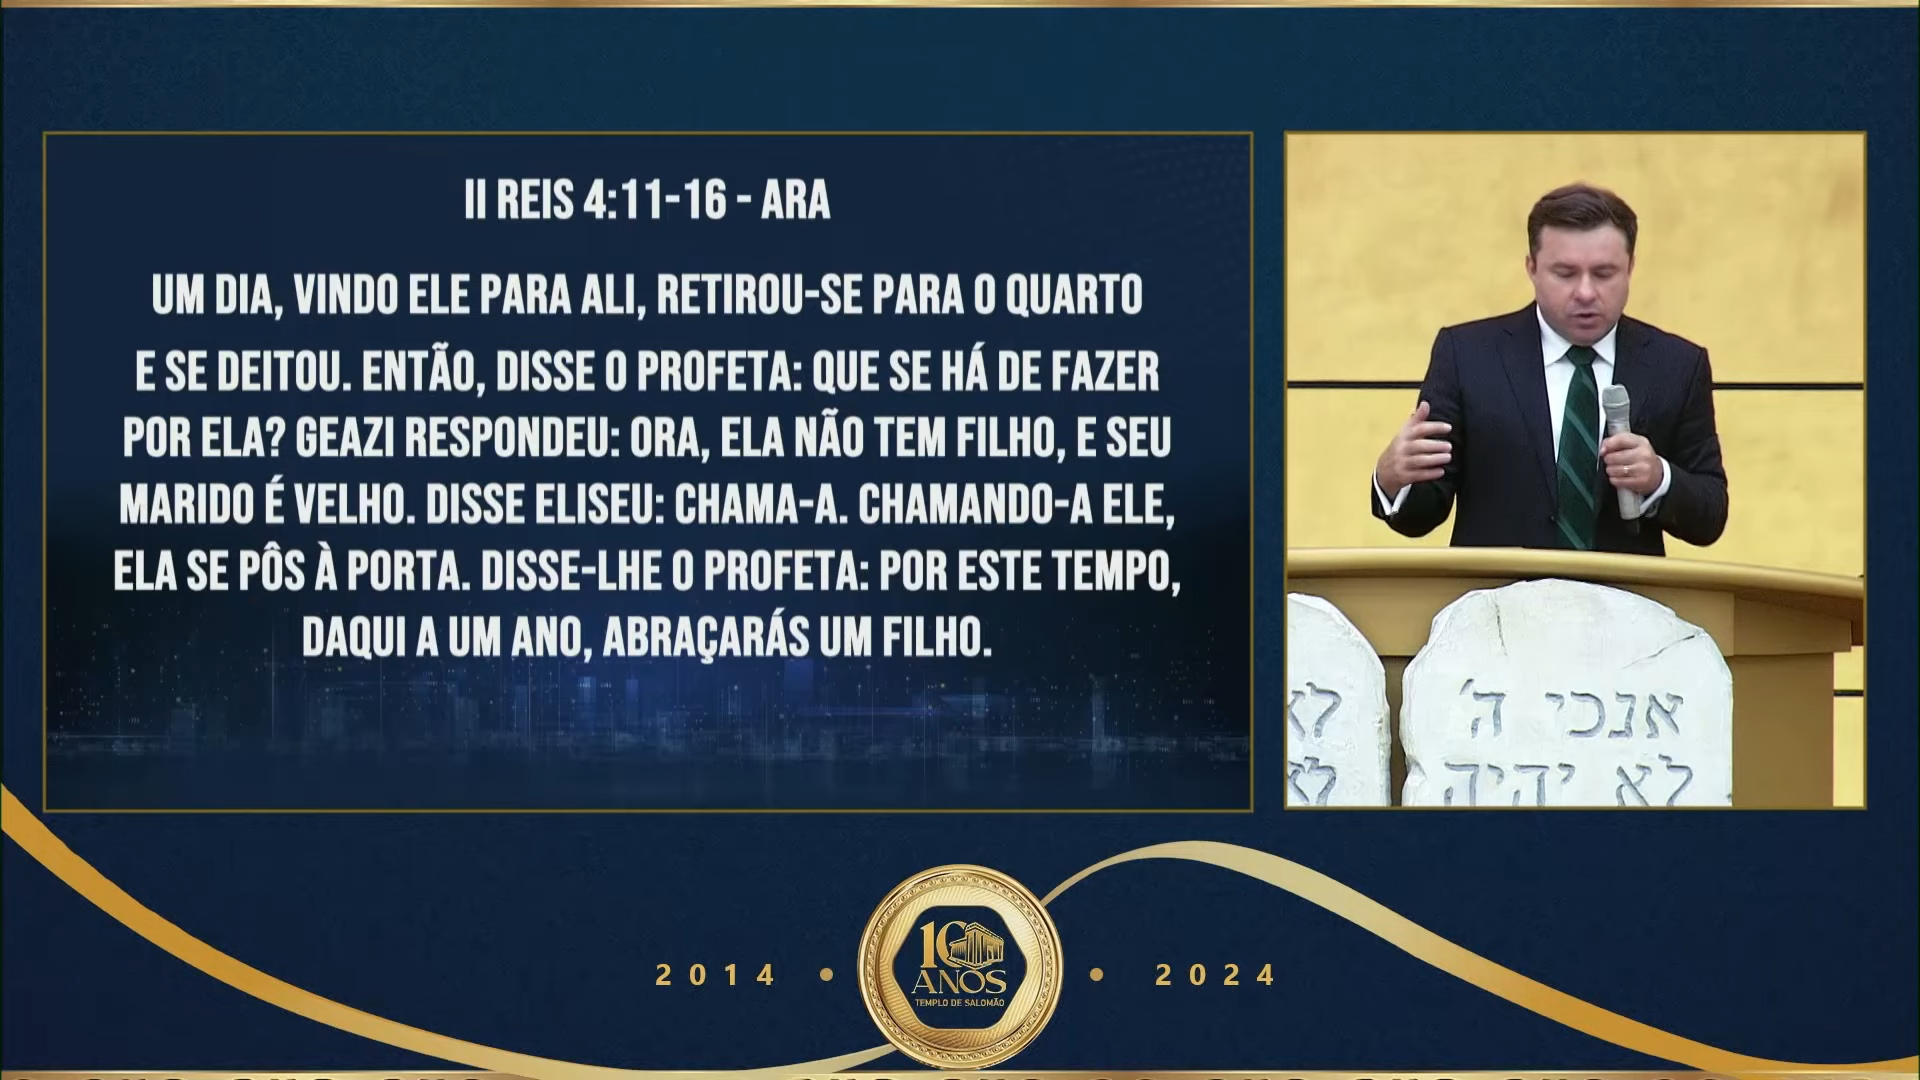 II REIS 4:11-16 - ARA
UM DIA, VINDO ELE PARA ALI, RETIROU-SE PARA O QUARTO
E SE DEITOU. ENTÃO, DISSE O PROFETA: QUE SE HÁ DE FAZER
POR ELA? GEAZI RESPONDEU: ORA, ELA NÃO TEM FILHO, E SEU
MARIDO É VELHO. DISSE ELISEU: CHAMA-A. CHAMANDO-A ELE,
ELA SE PÔS À PORTA. DISSE-LHE O PROFETA: POR ESTE TEMPO,
DAQUI A UM ANO, ABRAÇARÁS UM FILHO.
אנכי ה'
לא יהיה
לא
לא
2014 • • 2024
10
ANOS
TEMPLO DE SALOMÃO